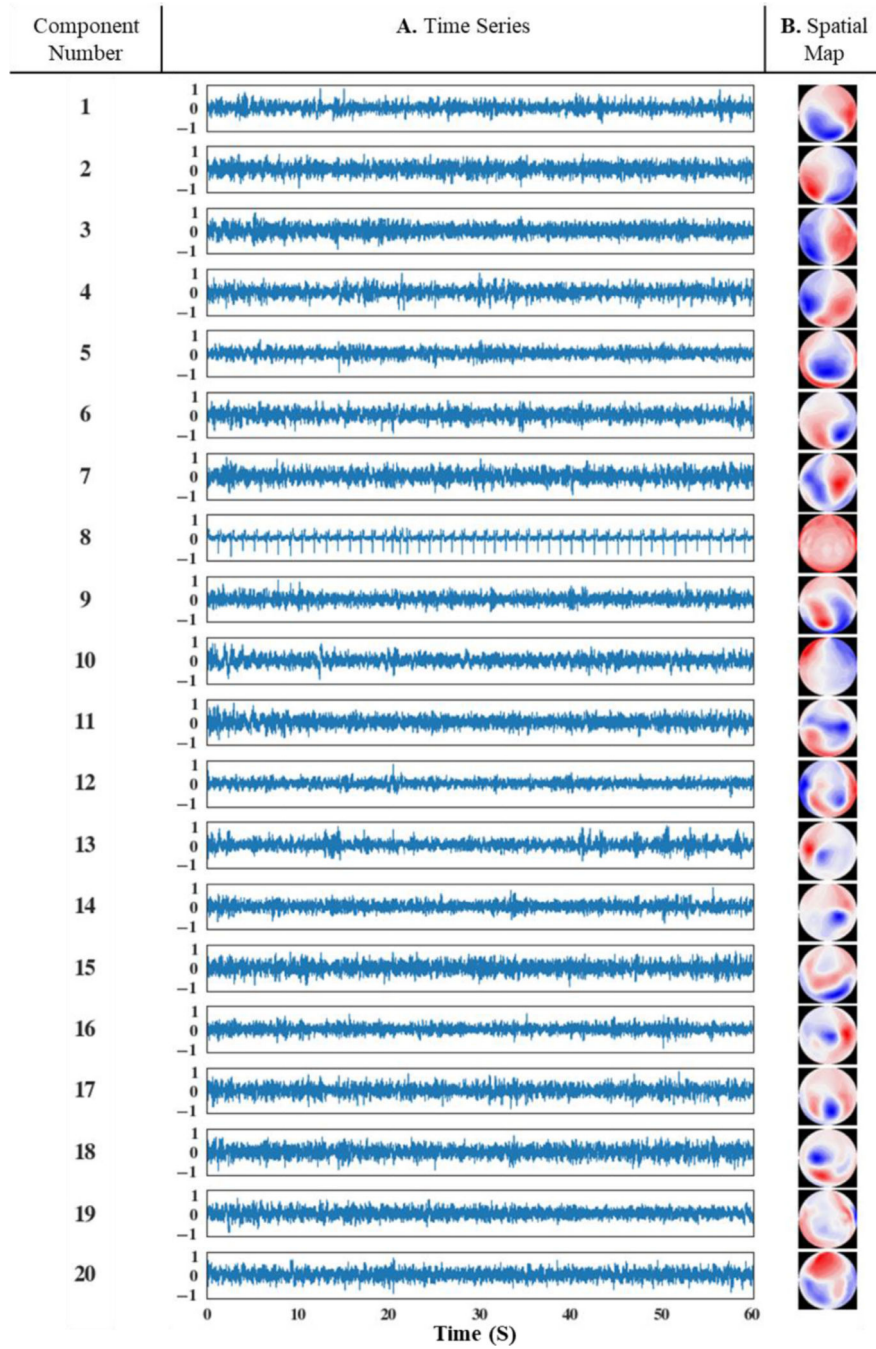 Component A. Time Series B. Spatial
Number Map
1 1 0 −1
2 1 0 −1
3 1 0 −1
4 1 0 −1
5 1 0 −1
6 1 0 −1
7 1 0 −1
8 1 0 −1
9 1 0 −1
10 1 0 −1
11 1 0 −1
12 1 0 −1
13 1 0 −1
14 1 0 −1
15 1 0 −1
16 1 0 −1
17 1 0 −1
18 1 0 −1
19 1 0 −1
20 1 0 −1
0 10 20 30 40 50 60
Time (S)